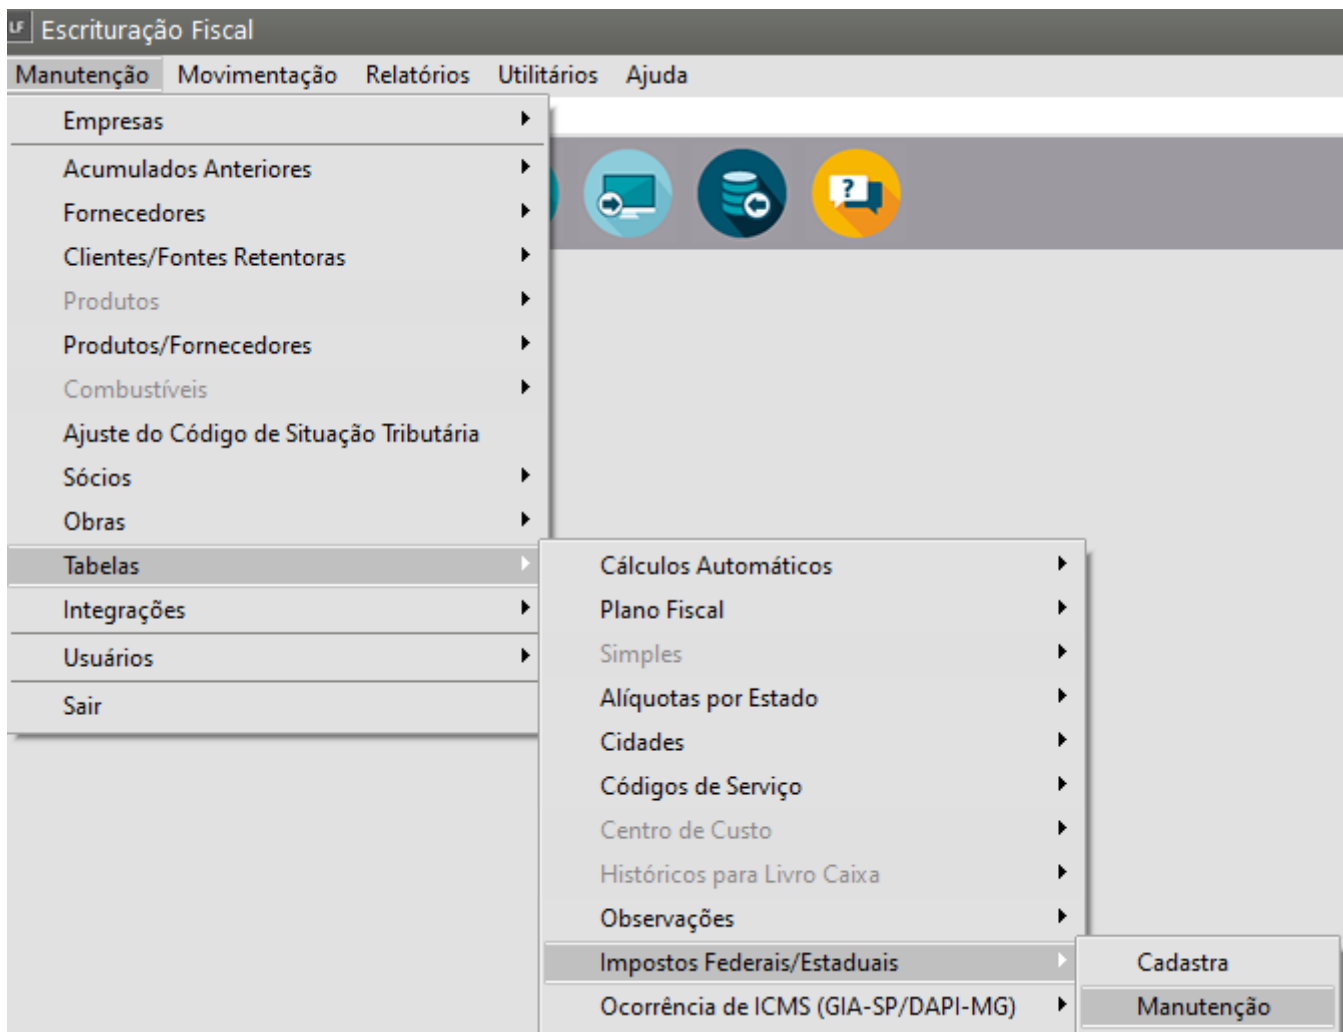 LF Escrituração Fiscal
Manutenção Movimentação Relatórios Utilitários Ajuda
Empresas
Acumulados Anteriores
Fornecedores
Clientes/Fontes Retentoras
Produtos
Produtos/Fornecedores
Combustíveis
Ajuste do Código de Situação Tributária
Sócios
Obras
Tabelas
Integrações
Usuários
Sair
?
Cálculos Automáticos
Plano Fiscal
Simples
Alíquotas por Estado
Cidades
Códigos de Serviço
Centro de Custo
Históricos para Livro Caixa
Observações
Impostos Federais/Estaduais
Ocorrência de ICMS (GIA-SP/DAPI-MG)
Cadastra
Manutenção